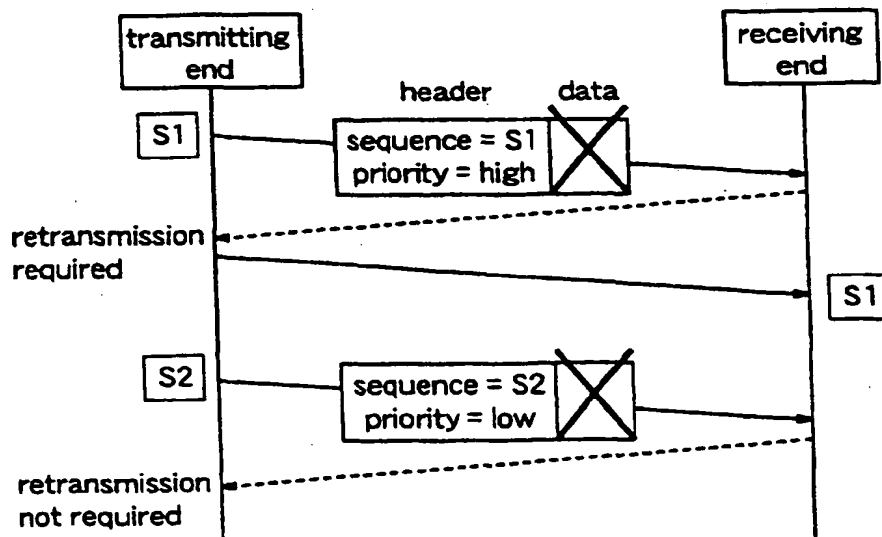 transmitting
end
receiving
end
header
data
S1
sequence = S1
priority = high
retransmission
required
S1
S2
sequence = S2
priority = low
retransmission
not required